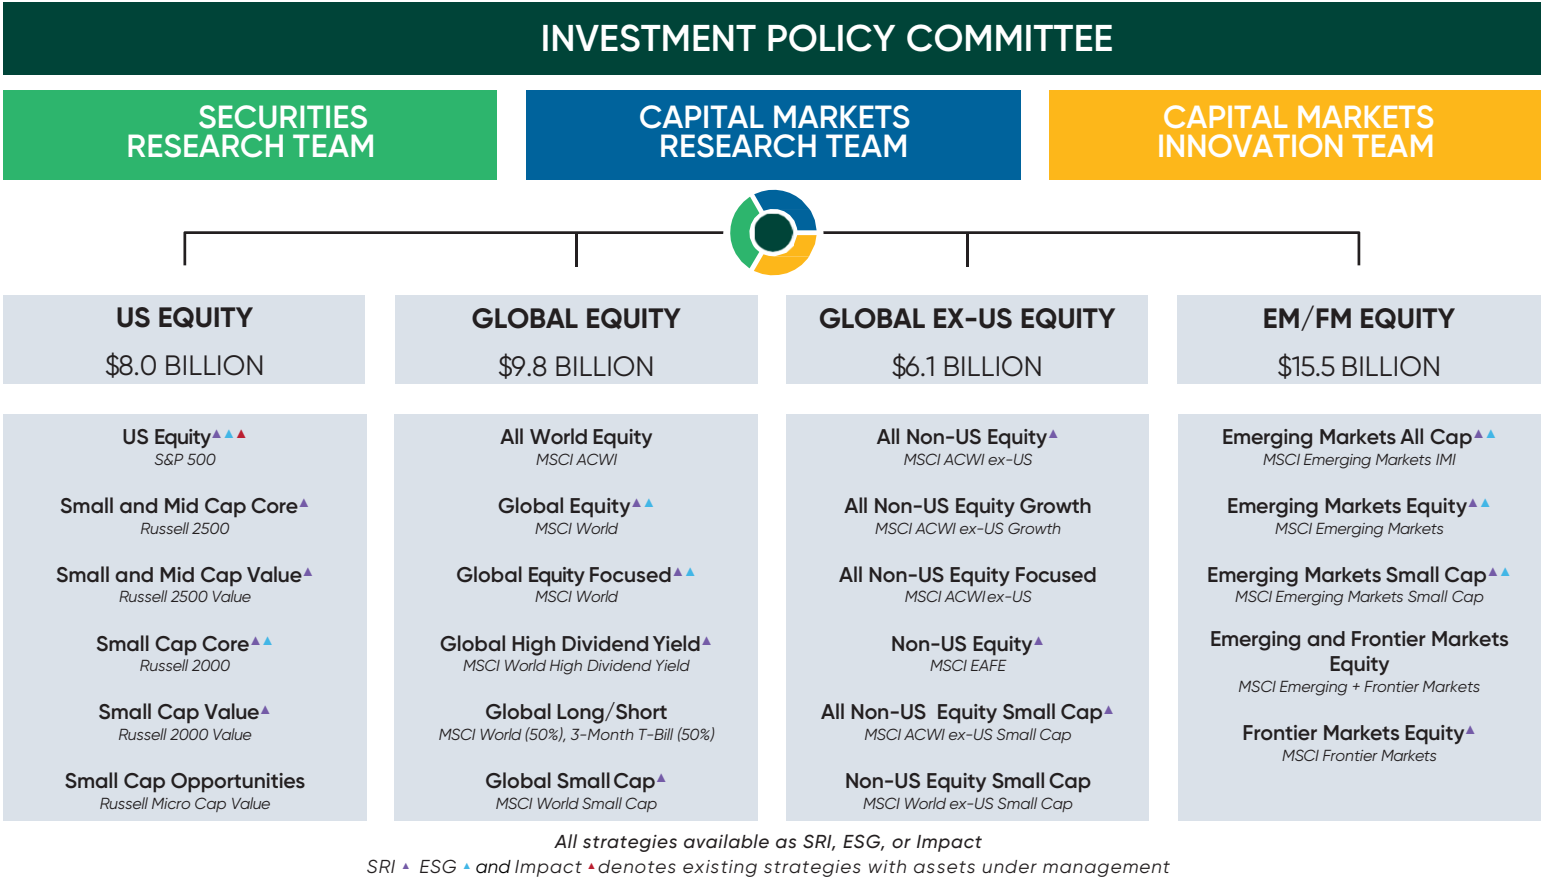 INVESTMENT POLICY COMMITTEE
SECURITIES
RESEARCH TEAM
CAPITAL MARKETS
RESEARCH TEAM
CAPITAL MARKETS
INNOVATION TEAM
US EQUITY
$8.0 BILLION
US Equity▲▲▲
S&P 500
Small and Mid Cap Core▲
Russell 2500
Small and Mid Cap Value▲
Russell 2500 Value
Small Cap Core▲▲
Russell 2000
Small Cap Value▲
Russell 2000 Value
Small Cap Opportunities
Russell Micro Cap Value
GLOBAL EQUITY
$9.8 BILLION
All World Equity
MSCI ACWI
Global Equity▲▲
MSCI World
Global Equity Focused▲▲
MSCI World
Global High Dividend Yield▲
MSCI World High Dividend Yield
Global Long/Short
MSCI World (50%), 3-Month T-Bill (50%)
Global Small Cap▲
MSCI World Small Cap
GLOBAL EX-US EQUITY
$6.1 BILLION
All Non-US Equity▲
MSCI ACWI ex-US
All Non-US Equity Growth
MSCI ACWI ex-US Growth
All Non-US Equity Focused
MSCI ACWI ex-US
Non-US Equity▲
MSCI EAFE
All Non-US Equity Small Cap▲
MSCI ACWI ex-US Small Cap
Non-US Equity Small Cap
MSCI World ex-US Small Cap
EM/FM EQUITY
$15.5 BILLION
Emerging Markets All Cap▲▲
MSCI Emerging Markets IMI
Emerging Markets Equity▲▲
MSCI Emerging Markets
Emerging Markets Small Cap▲▲
MSCI Emerging Markets Small Cap
Emerging and Frontier Markets
Equity
MSCI Emerging + Frontier Markets
Frontier Markets Equity▲
MSCI Frontier Markets
All strategies available as SRI, ESG, or Impact
SRI ▲ ESG ▲ and Impact ▲ denotes existing strategies with assets under management